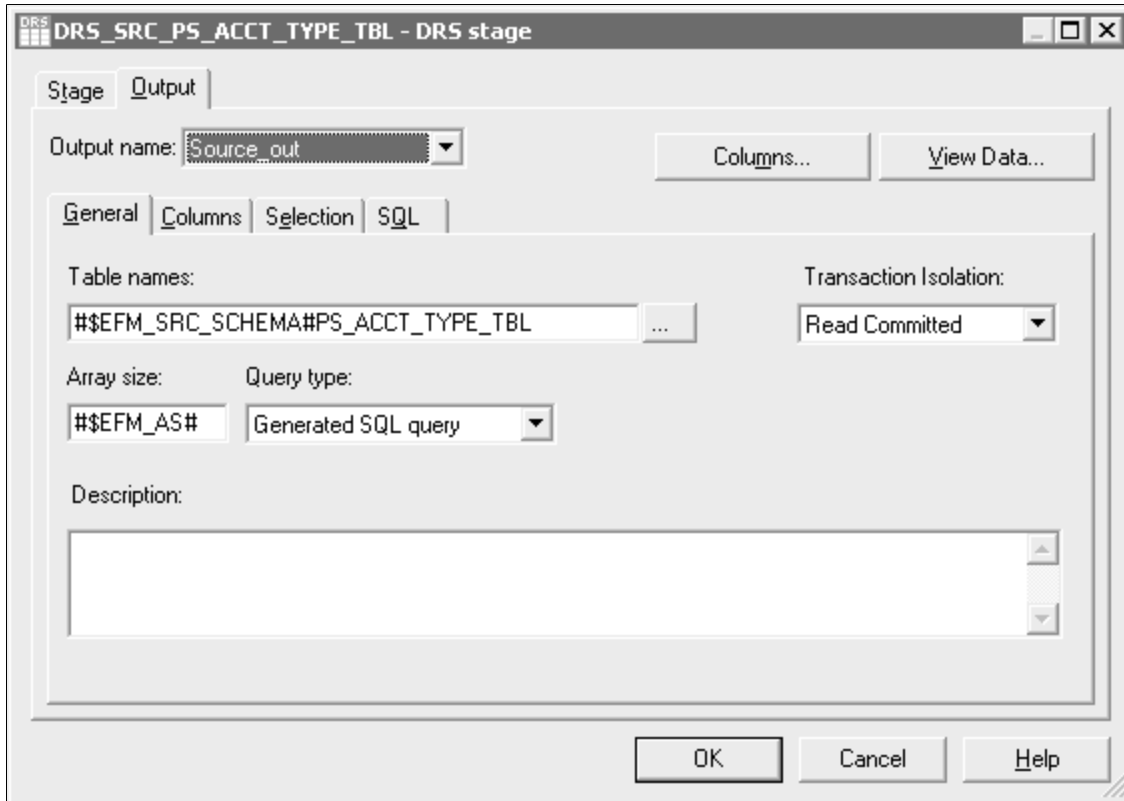 DRS
DRS_SRC_PS_ACCT_TYPE_TBL - DRS stage
Stage Output
Output name: Source_out Columns... View Data...
General Columns Selection SQL
Table names: Transaction Isolation:
#$EFM_SRC_SCHEMA#PS_ACCT_TYPE_TBL ... Read Committed
Array size: Query type:
#$EFM_AS# Generated SQL query
Description:
OK Cancel Help